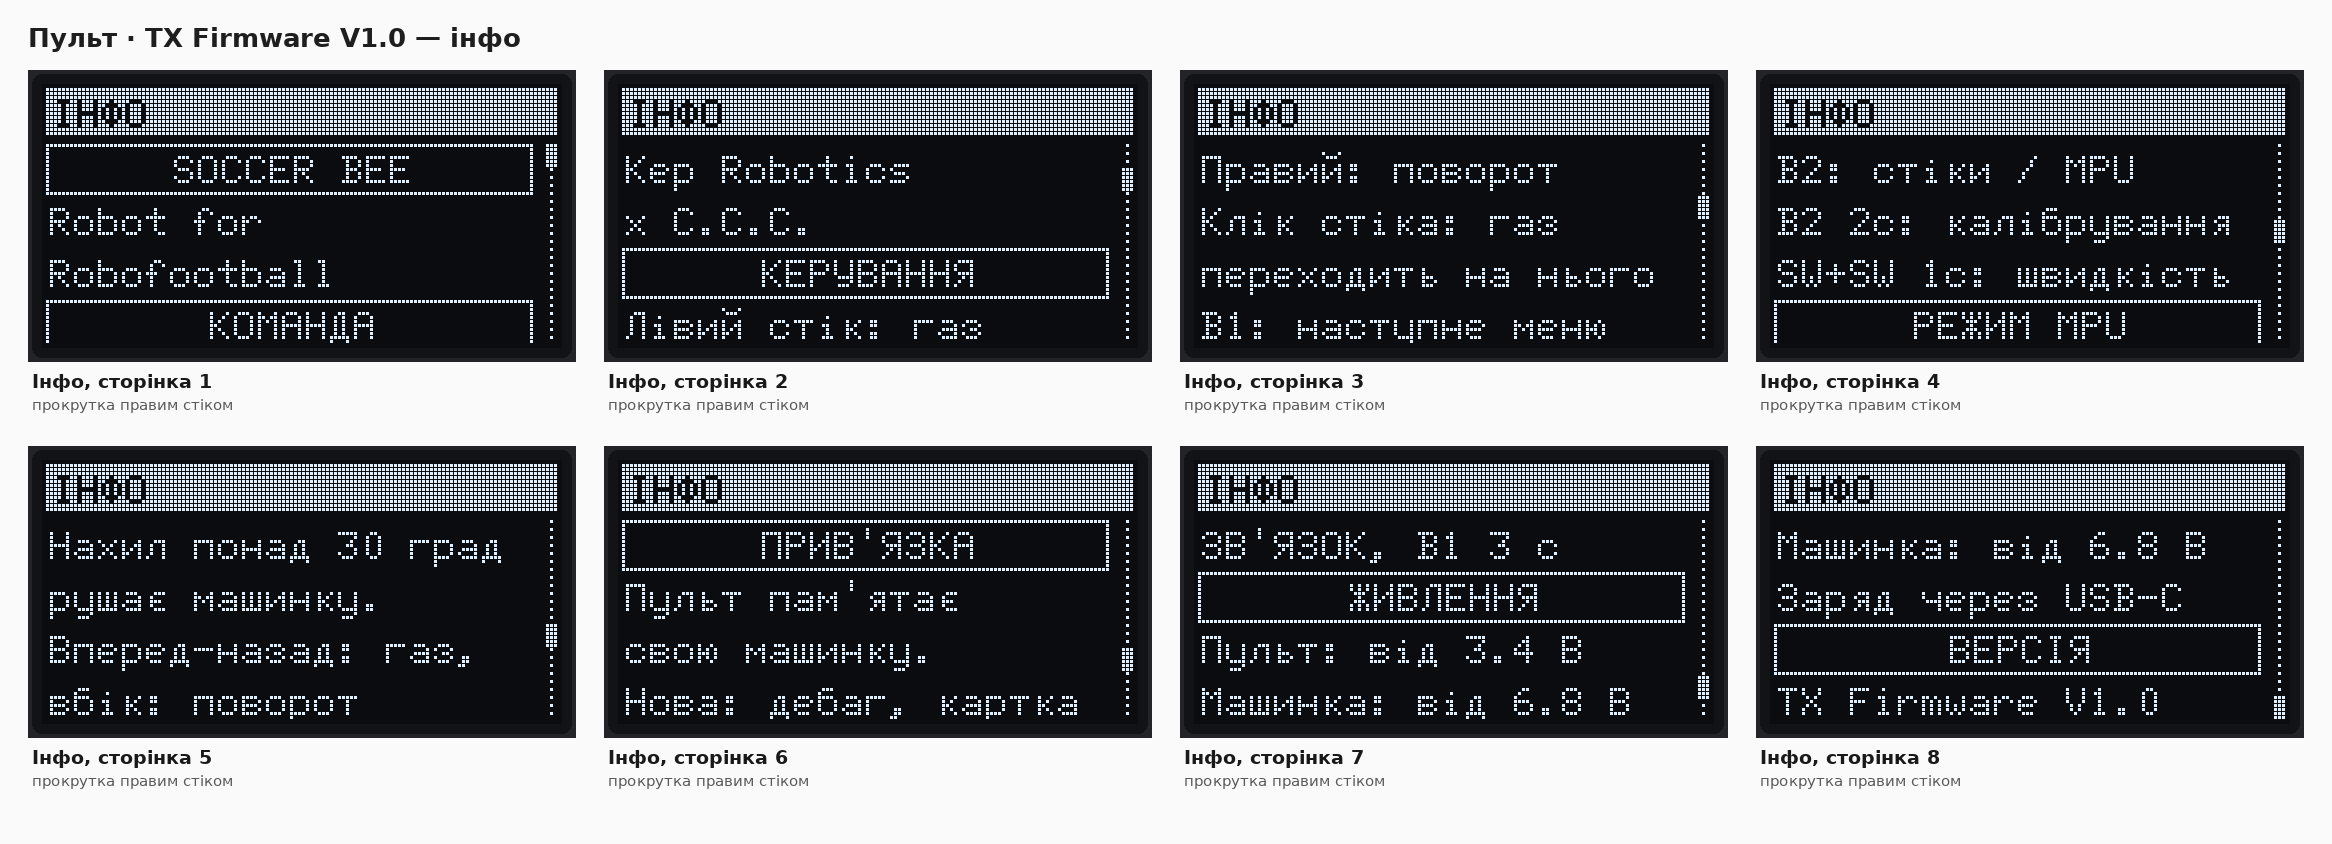 Пульт · TX Firmware V1.0 — інфо
ІНФО
SOCCER BEE
Robot for
Robofootball
КОМАНДА
Інфо, сторінка 1
прокрутка правим стіком
ІНФО
Kep Robotics
x C.C.C.
КЕРУВАННЯ
Лівий стік: газ
Інфо, сторінка 2
прокрутка правим стіком
ІНФО
Правий: поворот
Клік стіка: газ
переходить на нього
B1: наступне меню
Інфо, сторінка 3
прокрутка правим стіком
ІНФО
B2: стіки / MPU
B2 2с: калібрування
SW+SW 1с: швидкість
РЕЖИМ MPU
Інфо, сторінка 4
прокрутка правим стіком
ІНФО
Нахил понад 30 град
рушає машинку.
Вперед-назад: газ,
вбік: поворот
Інфо, сторінка 5
прокрутка правим стіком
ІНФО
ПРИВ'ЯЗКА
Пульт пам'ятає
свою машинку.
Нова: дебаг, картка
Інфо, сторінка 6
прокрутка правим стіком
ІНФО
ЗВ'ЯЗОК, B1 3 с
ЖИВЛЕННЯ
Пульт: від 3.4 В
Машинка: від 6.8 В
Інфо, сторінка 7
прокрутка правим стіком
ІНФО
Машинка: від 6.8 В
Заряд через USB-C
ВЕРСІЯ
TX Firmware V1.0
Інфо, сторінка 8
прокрутка правим стіком